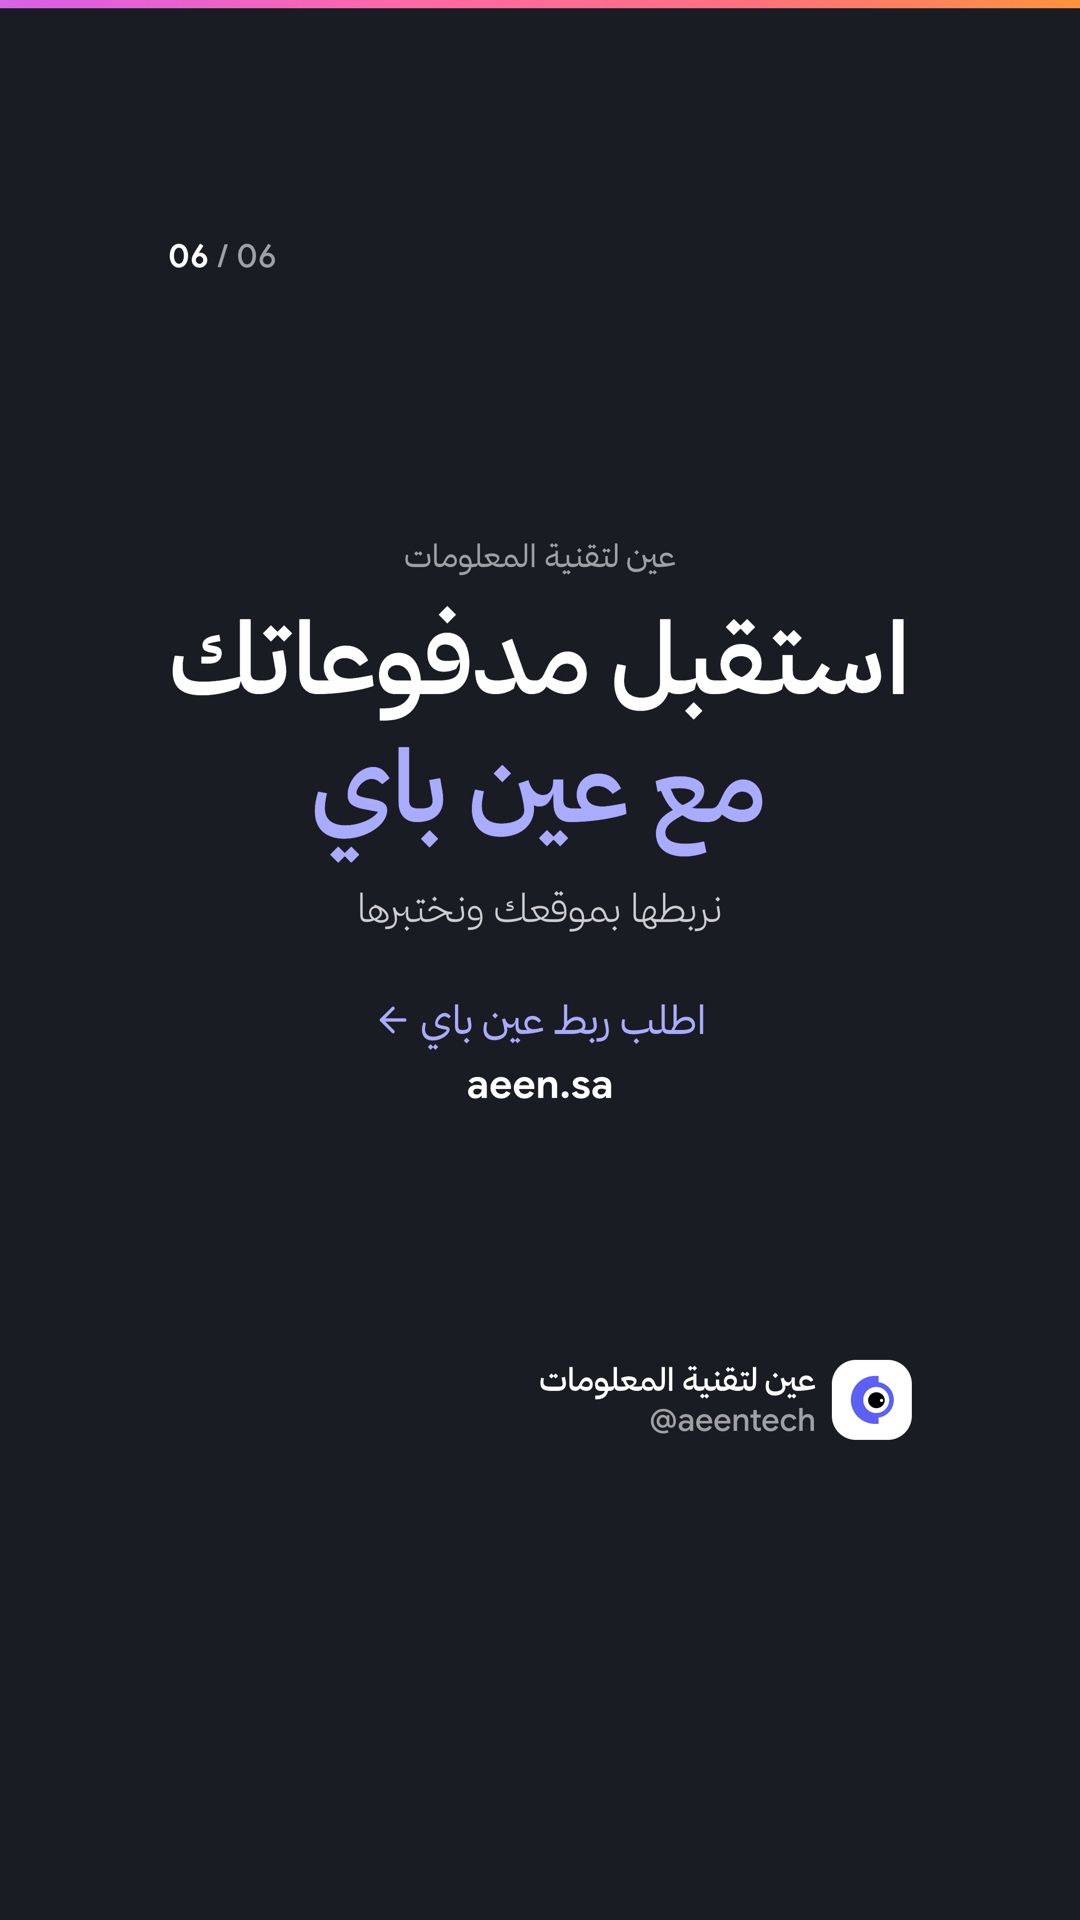 06 / 06
عين لتقنية المعلومات
استقبل مدفوعاتك
مع عين باي
نربطها بموقعك ونختبرها
اطلب ربط عين باي ←
aeen.sa
عين لتقنية المعلومات
@aeentech